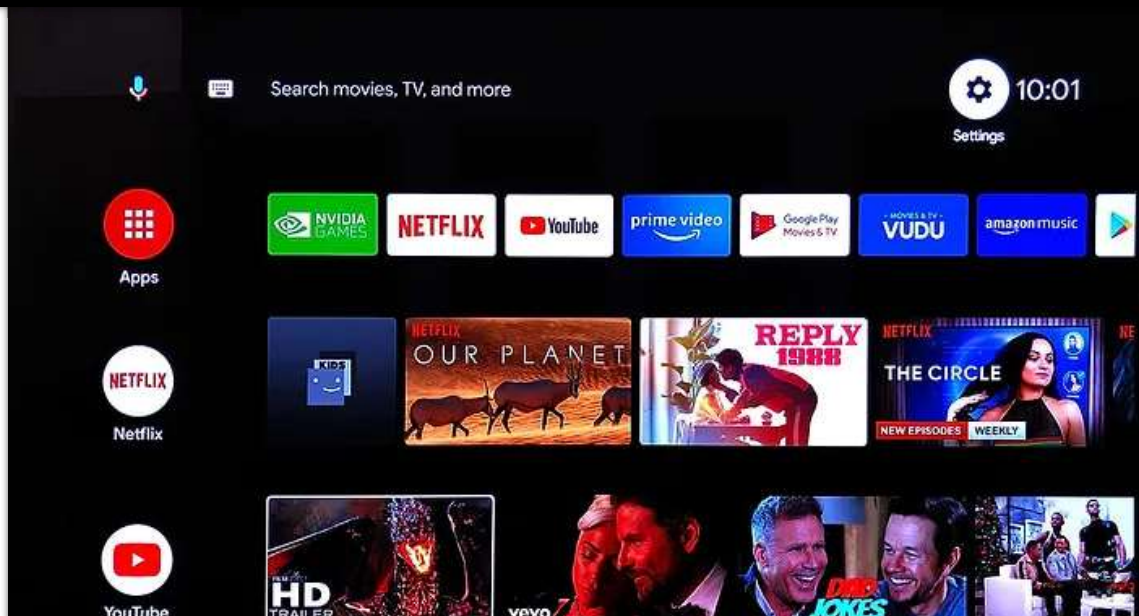 Search movies, TV, and more
10:01
Settings
Apps
NVIDIA
GAMES
NETFLIX
YouTube
prime video
Google Play
Movies & TV
MOVIES & TV
VUDU
amazon music
NETFLIX
Netflix
KIDS
NETFLIX
OUR PLANET
REPLY
1988
NETFLIX
THE CIRCLE
NEW EPISODES
WEEKLY
NE
YouTube
HD
TRAILER
vevo
DAD
JOKES